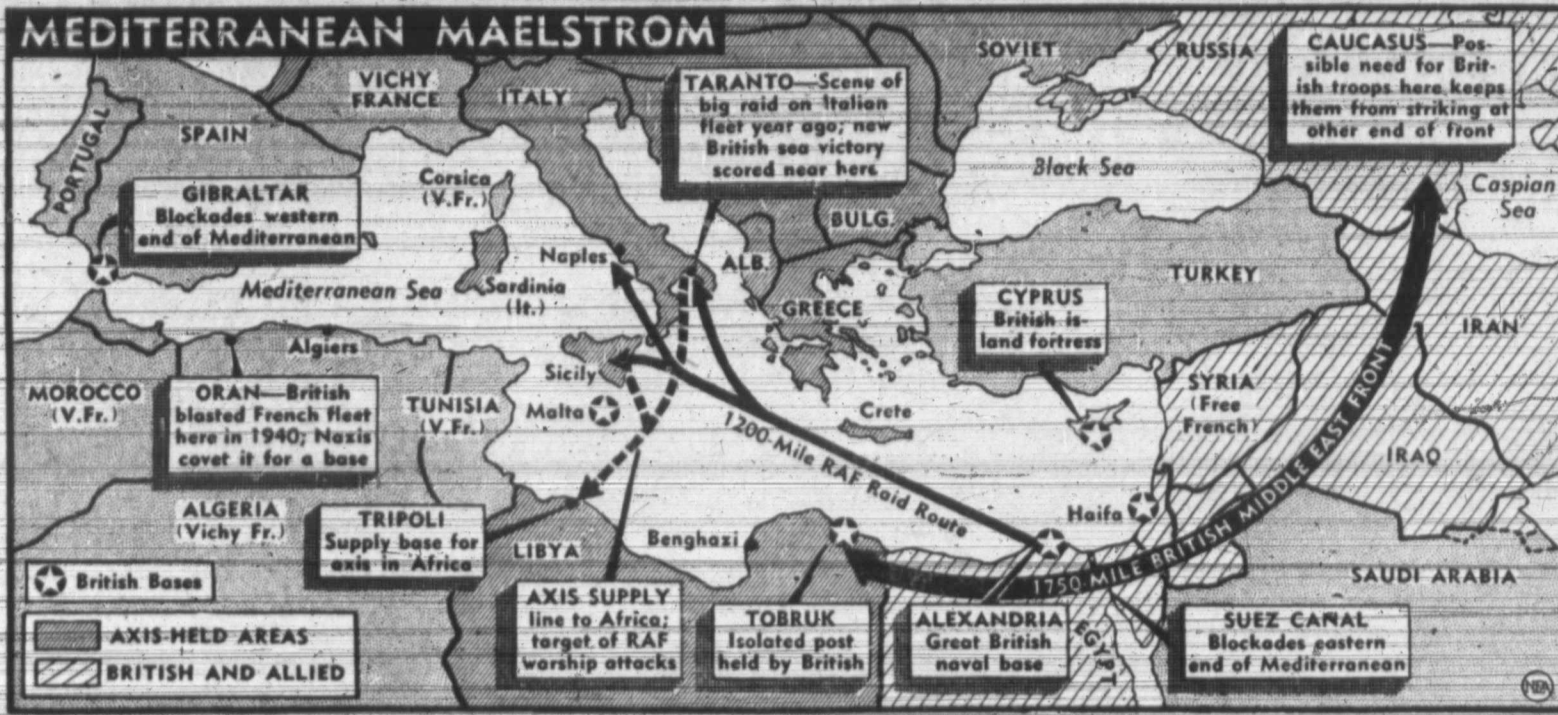 MEDITERRANEAN MAELSTROM
SOVIET
RUSSIA
CAUCASUS—Pos-
sible need for Brit-
ish troops here keeps
them from striking at
other end of front
VICHY
FRANCE
ITALY
TARANTO—Scene of
big raid on Italian
fleet year ago; new
British sea victory
scored near here
PORTUGAL
SPAIN
Black Sea
Caspian
Sea
Corsica
(V.Fr.)
GIBRALTAR
Blockades western
end of Mediterranean
BULG.
Naples
ALB.
TURKEY
Mediterranean Sea
Sardinia
(It.)
GREECE
CYPRUS
British is-
land fortress
IRAN
Algiers
Sicily
SYRIA
(Free
French)
MOROCCO
(V.Fr.)
ORAN—British
blasted French fleet
here in 1940; Nazis
covet it for a base
TUNISIA
(V.Fr.)
Malta
Crete
1200-Mile RAF Raid Route
IRAQ
ALGERIA
(Vichy Fr.)
TRIPOLI
Supply base for
axis in Africa
LIBYA
Benghazi
Haifa
1750-MILE BRITISH MIDDLE EAST FRONT
SAUDI ARABIA
British Bases
AXIS-HELD AREAS
BRITISH AND ALLIED
AXIS SUPPLY
line to Africa;
target of RAF
warship attacks
TOBRUK
Isolated post
held by British
ALEXANDRIA
Great British
naval base
EGYPT
SUEZ CANAL
Blockades eastern
end of Mediterranean
NEA